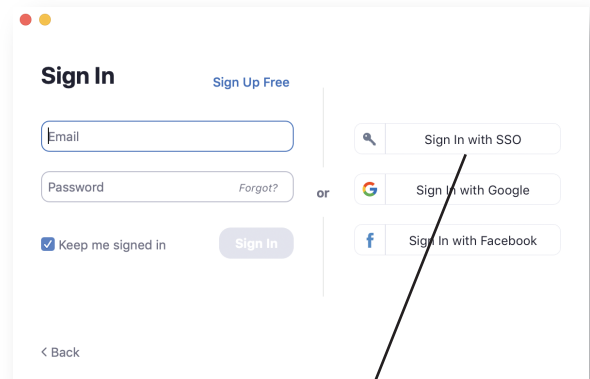 Sign In
Sign Up Free
Email
Password
Forgot?
Keep me signed in
Sign In
or
Sign In with SSO
Sign In with Google
Sign In with Facebook
Back